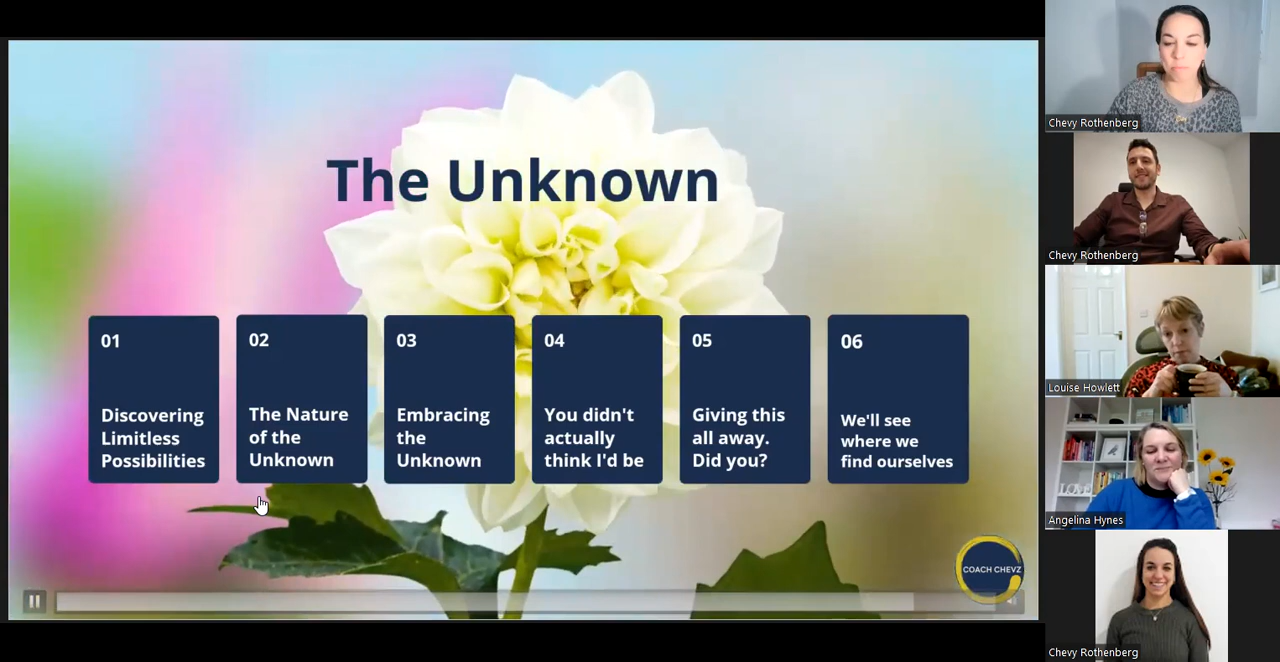 The Unknown
01
Discovering
Limitless
Possibilities
02
The Nature
of the
Unknown
03
Embracing
the
Unknown
04
You didn't
actually
think I'd be
05
Giving this
all away.
Did you?
06
We'll see
where we
find ourselves
COACH CHEVZ
Chevy Rothenberg
Chevy Rothenberg
Louise Howlett
Angelina Hynes
Chevy Rothenberg